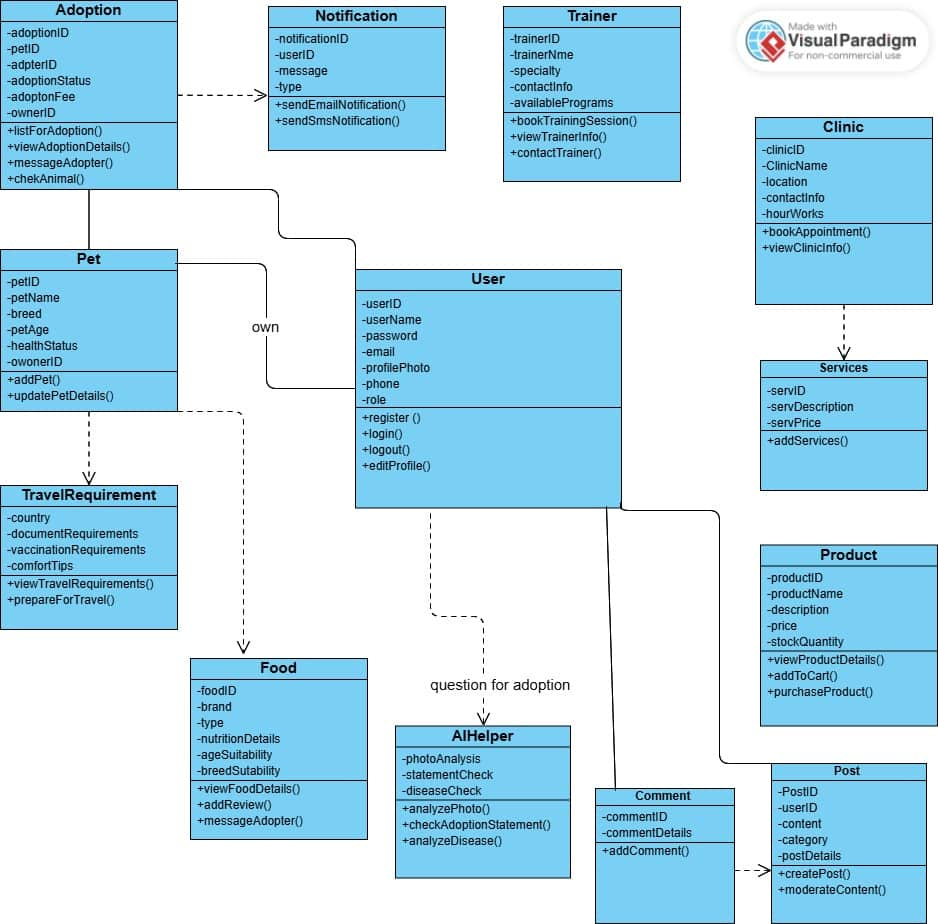 Adoption
-adoptionID
-petID
-adpterID
-adoptionStatus
-adoptonFee
-ownerID
+listForAdoption()
+viewAdoptionDetails()
+messageAdopter()
+chekAnimal()
Notification
-notificationID
-userID
-message
-type
+sendEmailNotification()
+sendSmsNotification()
Trainer
-trainerID
-trainerNme
-specialty
-contactInfo
-availablePrograms
+bookTrainingSession()
+viewTrainerInfo()
+contactTrainer()
Made with
VisualParadigm
For non-commercial use
Clinic
-clinicID
-ClinicName
-location
-contactInfo
-hourWorks
+bookAppointment()
+viewClinicInfo()
Pet
-petID
-petName
-breed
-petAge
-healthStatus
-owonerID
+addPet()
+updatePetDetails()
own
User
-userID
-userName
-password
-email
-profilePhoto
-phone
-role
+register ()
+login()
+logout()
+editProfile()
Services
-servID
-servDescription
-servPrice
+addServices()
TravelRequirement
-country
-documentRequirements
-vaccinationRequirements
-comfortTips
+viewTravelRequirements()
+prepareForTravel()
Product
-productID
-productName
-description
-price
-stockQuantity
+viewProductDetails()
+addToCart()
+purchaseProduct()
Food
-foodID
-brand
-type
-nutritionDetails
-ageSuitability
-breedSutability
+viewFoodDetails()
+addReview()
+messageAdopter()
question for adoption
AIHelper
-photoAnalysis
-statementCheck
-diseaseCheck
+analyzePhoto()
+checkAdoptionStatement()
+analyzeDisease()
Comment
-commentID
-commentDetails
+addComment()
Post
-PostID
-userID
-content
-category
-postDetails
+createPost()
+moderateContent()